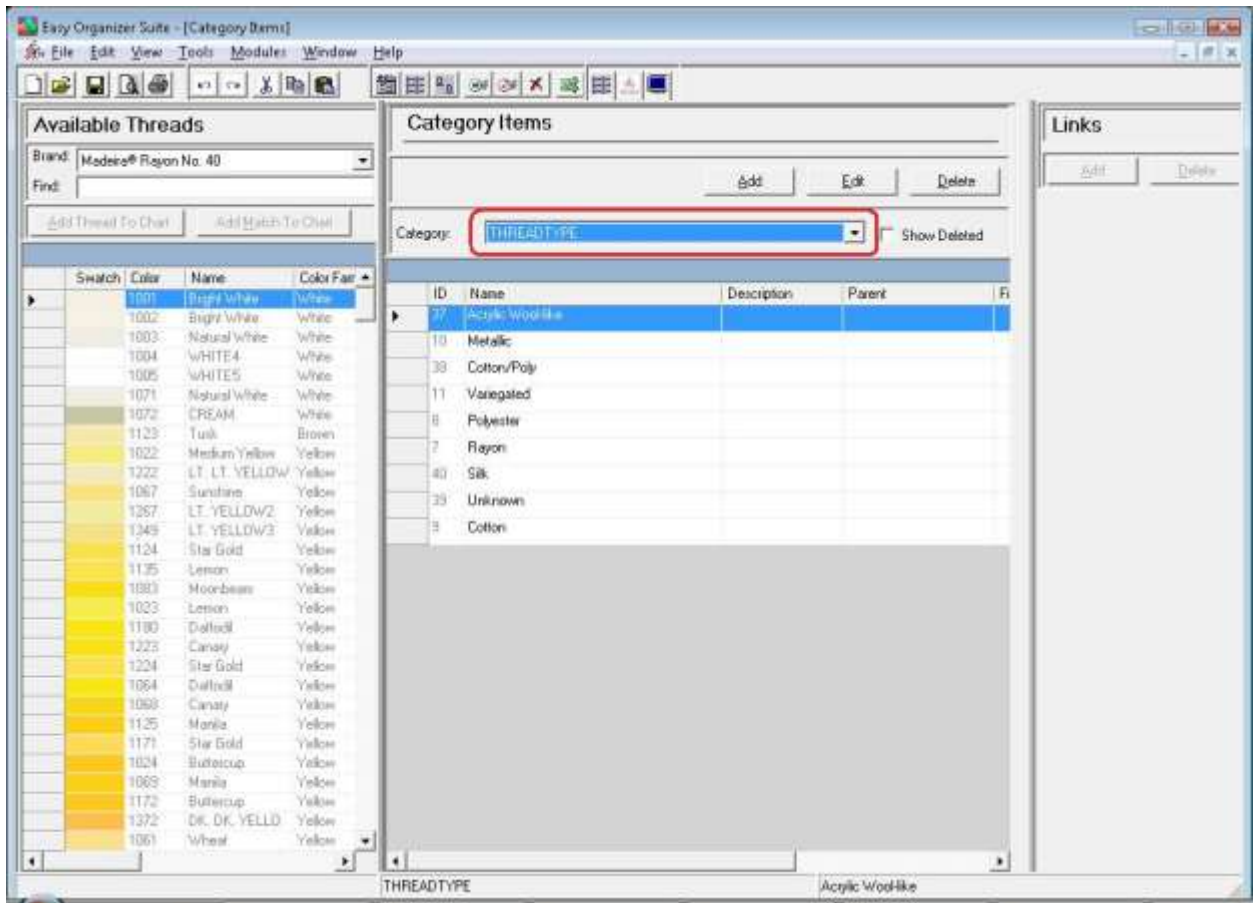 Easy Organizer Suite - [Category Items]
File Edit View Tools Modules Window Help
Available Threads
Brand: Madeira® Rayon No. 40
Find:
Add Thread To Chart Add Match To Chart
Swatch Color Name Color Fam
1001 Bright White White
1002 Bright White White
1003 Natural White White
1004 WHITE4 White
1005 WHITE5 White
1071 Natural White White
1072 CREAM White
1123 Tusk Brown
1022 Medium Yellow Yellow
1222 LT. LT. YELLOW Yellow
1067 Sunshine Yellow
1267 LT. YELLOW2 Yellow
1349 LT. YELLOW3 Yellow
1124 Star Gold Yellow
1135 Lemon Yellow
1083 Moonbeam Yellow
1023 Lemon Yellow
1180 Daffodil Yellow
1223 Canary Yellow
1224 Star Gold Yellow
1064 Daffodil Yellow
1068 Canary Yellow
1125 Manila Yellow
1171 Star Gold Yellow
1024 Buttercup Yellow
1069 Manila Yellow
1172 Buttercup Yellow
1372 DK. DK. YELLO Yellow
1061 Wheat Yellow
Category Items
Add Edit Delete
Category: THREADTYPE Show Deleted
ID Name Description Parent Fi
37 Acrylic Wool-like
10 Metallic
38 Cotton/Poly
11 Variegated
Polyester
7 Rayon
40 Silk
39 Unknown
9 Cotton
Links
Add Delete
THREADTYPE Acrylic Wool-like